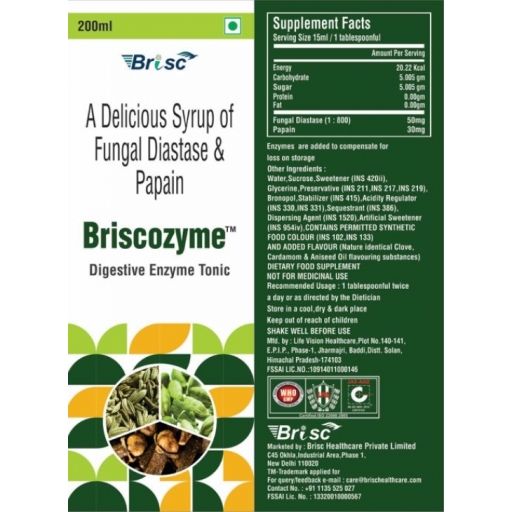 200ml
Brisc
A Delicious Syrup of
Fungal Diastase &
Papain
Briscozyme™
Digestive Enzyme Tonic
Supplement Facts
Serving Size 15ml / 1 tablespoonful
Amount Per Serving
Energy 20.22 Kcal
Carbohydrate 5.005 gm
Sugar 5.005 gm
Protein 0.00gm
Fat 0.00gm
Fungal Diastase (1 : 800) 50mg
Papain 30mg
Enzymes are added to compensate for
loss on storage
Other Ingredients :
Water,Sucrose,Sweetener (INS 420ii),
Glycerine,Preservative (INS 211,INS 217,INS 219),
Bronopol,Stabilizer (INS 415),Acidity Regulator
(INS 330,INS 331),Sequestrant (INS 386),
Dispersing Agent (INS 1520),Artificial Sweetener
(INS 954iv),CONTAINS PERMITTED SYNTHETIC
FOOD COLOUR (INS 102,INS 133)
AND ADDED FLAVOUR (Nature identical Clove,
Cardamom & Aniseed Oil flavouring substances)
DIETARY FOOD SUPPLEMENT
NOT FOR MEDICINAL USE
Recommended Usage : 1 tablespoonful twice
a day or as directed by the Dietician
Store in a cool,dry & dark place
Keep out of reach of children
SHAKE WELL BEFORE USE
Mfd. by : Life Vision Healthcare,Plot No.140-141,
E.P.I.P., Phase-1, Jharmajri, Baddi,Distt. Solan,
Himachal Pradesh-174103
FSSAI LIC.NO.:10914011000146
WHO
GMP
Brisc
Marketed by : Brisc Healthcare Private Limited
C45 Okhla,Industrial Area,Phase 1,
New Delhi 110020
TM-Trademark applied for
For query/feedback e-mail : care@brischealthcare.com
Contact No. : +91 1135 525 027
FSSAI Lic. No. : 13320010000567